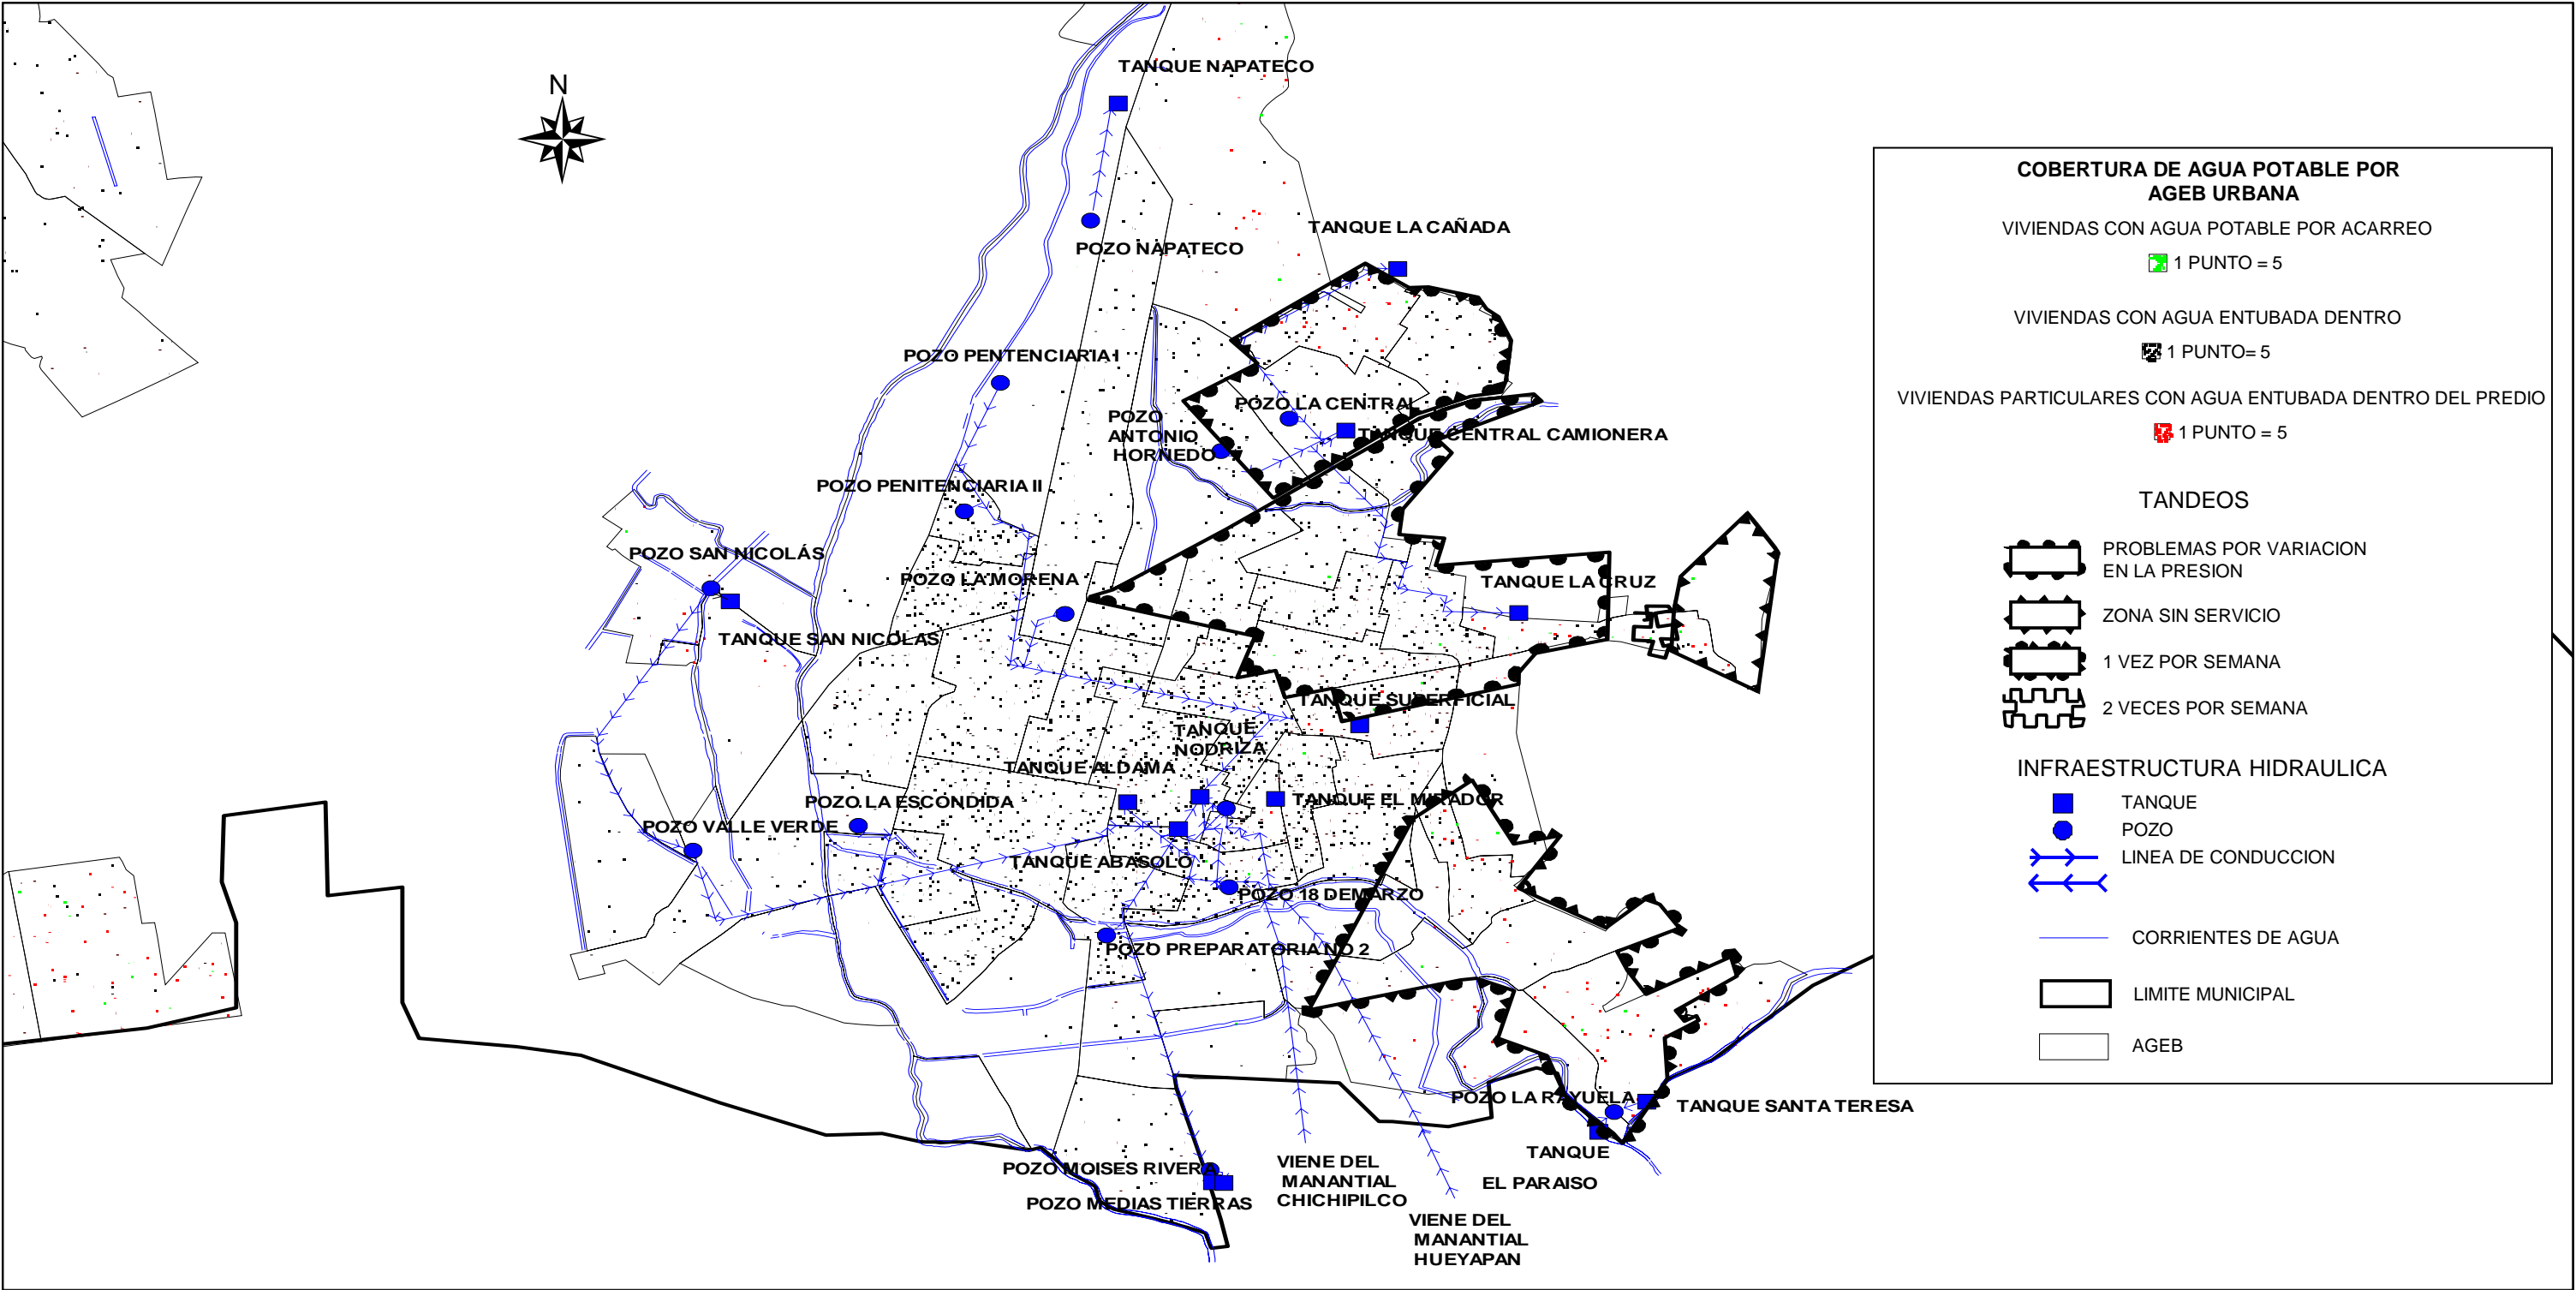 TANQUE NAPATECO
N
POZO NAPATECO
TANQUE LA CAÑADA
POZO PENTENCIARIA I
POZO LA CENTRAL
POZO
ANTONIO
HORNEDO
TANQUE CENTRAL CAMIONERA
POZO PENITENCIARIA II
POZO SAN NICOLÁS
POZO LA MORENA
TANQUE LA CRUZ
TANQUE SAN NICOLAS
TANQUE SUPERFICIAL
TANQUE
NODRIZA
TANQUE ALDAMA
POZO LA ESCONDIDA
TANQUE EL MIRADOR
POZO VALLE VERDE
TANQUE ABASOLO
POZO 18 DEMARZO
POZO PREPARATORIA NO 2
POZO LA RAYUELA
TANQUE SANTA TERESA
TANQUE
EL PARAISO
POZO MOISES RIVERA
POZO MEDIAS TIERRAS
VIENE DEL
MANANTIAL
CHICHIPILCO
VIENE DEL
MANANTIAL
HUEYAPAN
COBERTURA DE AGUA POTABLE POR
AGEB URBANA
VIVIENDAS CON AGUA POTABLE POR ACARREO
1 PUNTO = 5
VIVIENDAS CON AGUA ENTUBADA DENTRO
1 PUNTO= 5
VIVIENDAS PARTICULARES CON AGUA ENTUBADA DENTRO DEL PREDIO
1 PUNTO = 5
TANDEOS
PROBLEMAS POR VARIACION
EN LA PRESION
ZONA SIN SERVICIO
1 VEZ POR SEMANA
2 VECES POR SEMANA
INFRAESTRUCTURA HIDRAULICA
TANQUE
POZO
LINEA DE CONDUCCION
CORRIENTES DE AGUA
LIMITE MUNICIPAL
AGEB